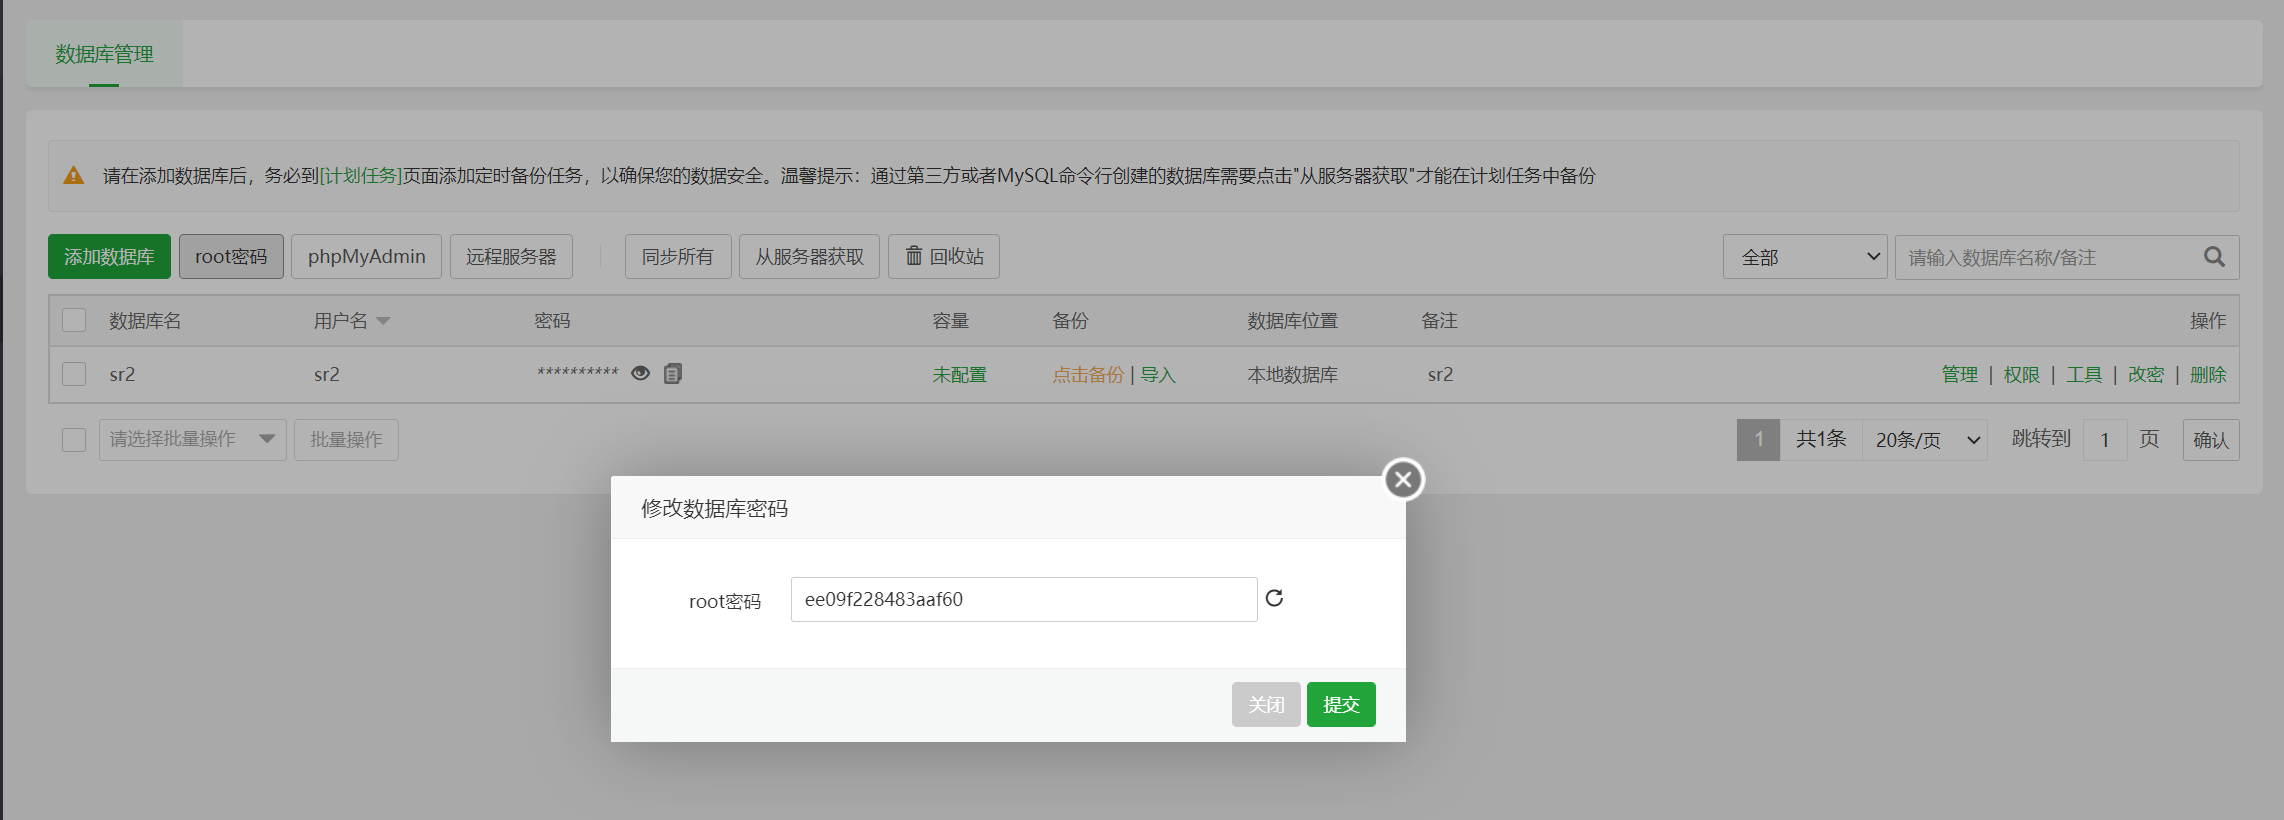 数据库管理
请在添加数据库后，务必到[计划任务]页面添加定时备份任务，以确保您的数据安全。温馨提示：通过第三方或者MySQL命令行创建的数据库需要点击"从服务器获取"才能在计划任务中备份
添加数据库 root密码 phpMyAdmin 远程服务器 同步所有 从服务器获取 回收站 全部 请输入数据库名称/备注
数据库名 用户名 密码 容量 备份 数据库位置 备注 操作
sr2 sr2 ********** 未配置 点击备份 | 导入 本地数据库 sr2 管理 | 权限 | 工具 | 改密 | 删除
请选择批量操作 批量操作 1 共1条 20条/页 跳转到 1 页 确认
修改数据库密码
root密码 ee09f228483aaf60
关闭 提交